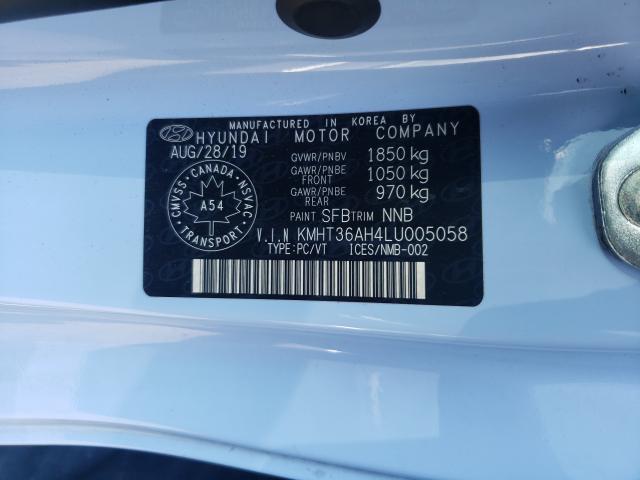 MANUFACTURED IN KOREA BY
HYUNDAI MOTOR COMPANY
AUG/28/19
GVWR/PNBV 1850 kg
GAWR/PNBE FRONT 1050 kg
GAWR/PNBE REAR 970 kg
CMVSS • CANADA • NSVAC
A54
• TRANSPORT •
PAINT SFB TRIM NNB
V.I.N KMHT36AH4LU005058
TYPE:PC/VT ICES/NMB-002